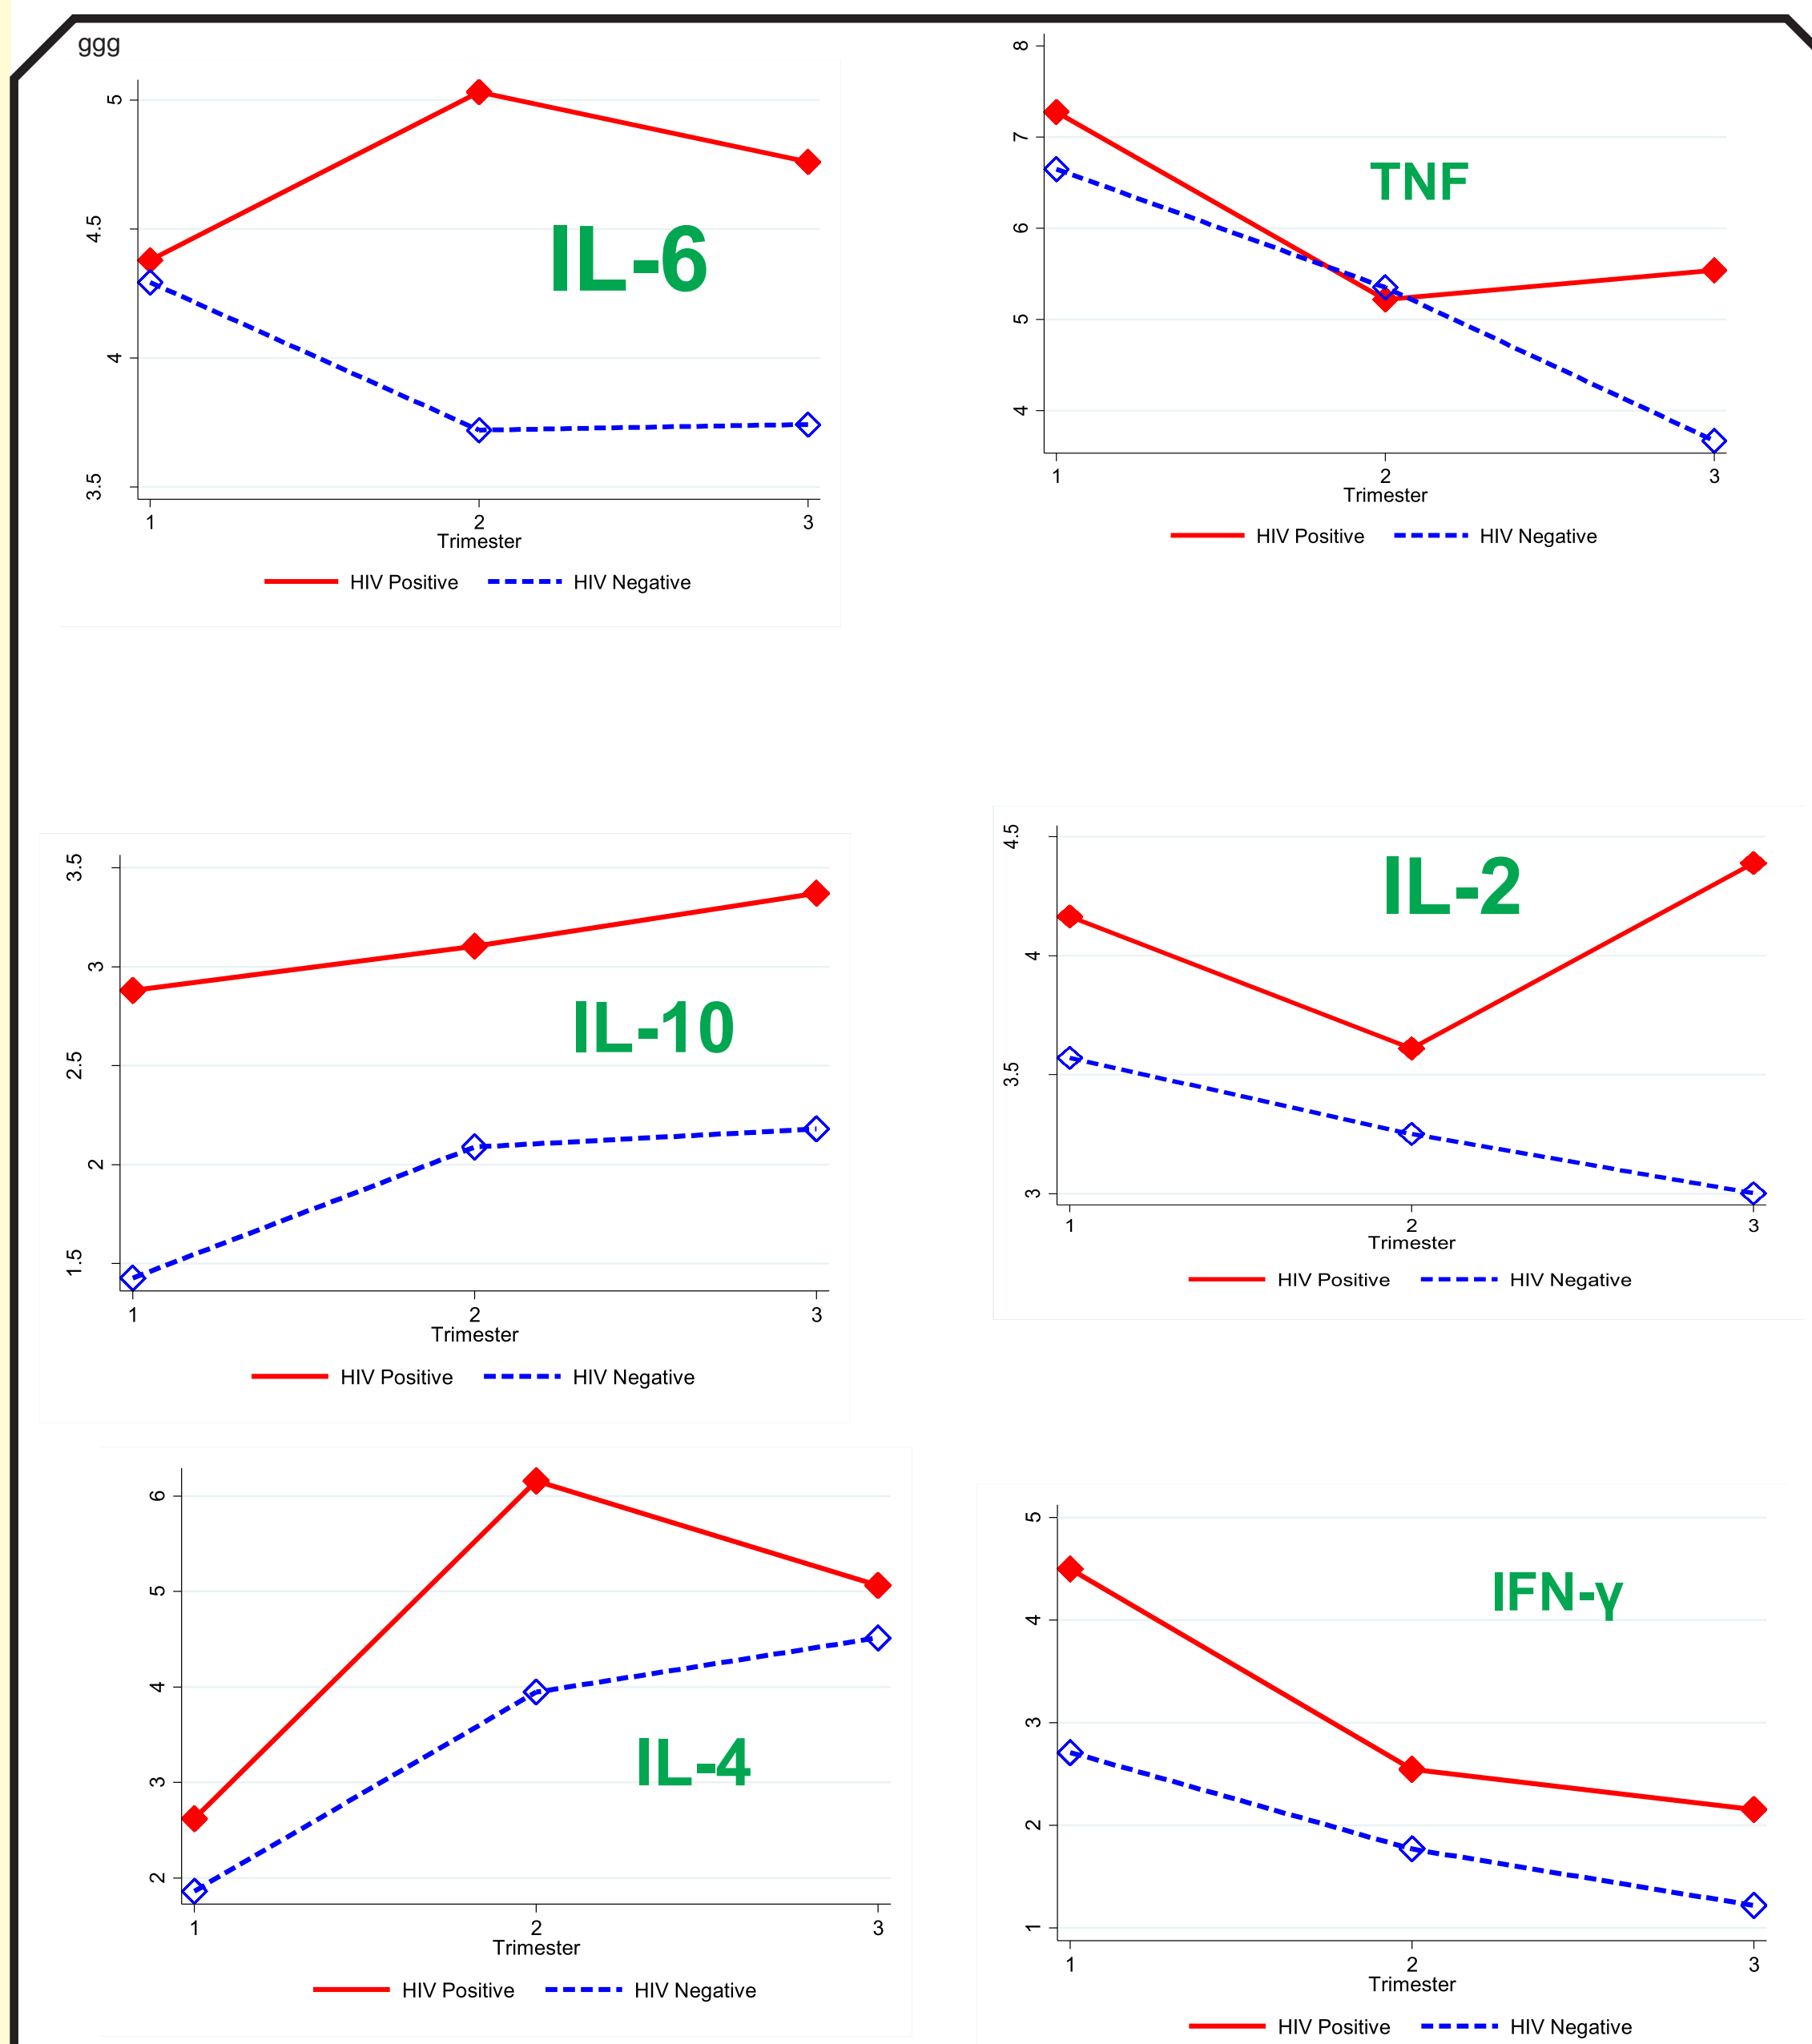 ggg
5
4.5
4
3.5
IL-6
1 2 3
Trimester
HIV Positive HIV Negative
8
7
6
5
4
TNF
1 2 3
Trimester
HIV Positive HIV Negative
3.5
3
2.5
2
1.5
IL-10
1 2 3
Trimester
HIV Positive HIV Negative
4.5
4
3.5
3
IL-2
1 2 3
Trimester
HIV Positive HIV Negative
6
5
4
3
2
IL-4
1 2 3
Trimester
HIV Positive HIV Negative
5
4
3
2
1
IFN-γ
1 2 3
Trimester
HIV Positive HIV Negative